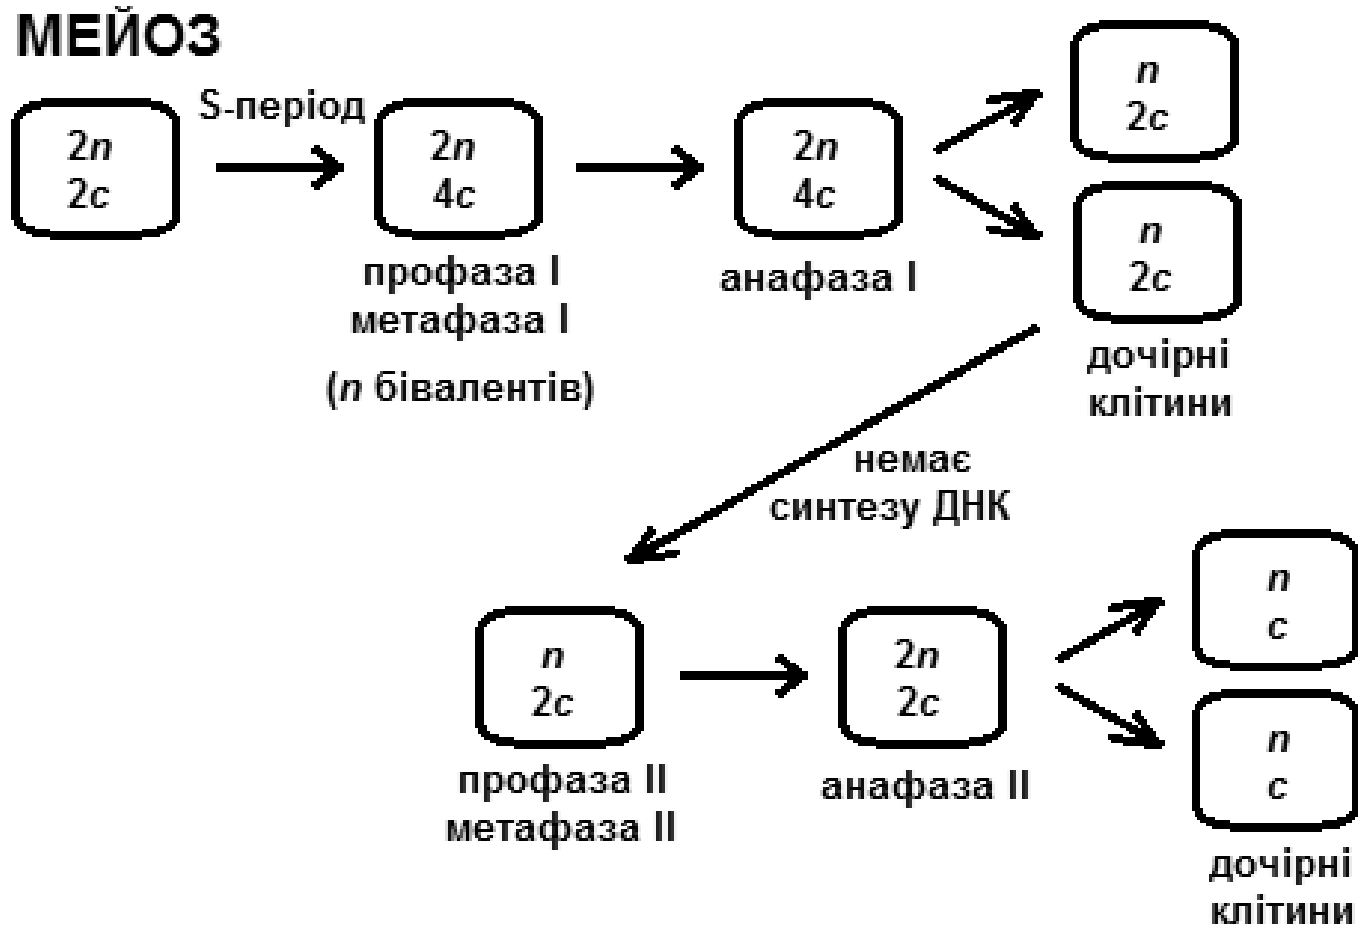 МЕЙОЗ
2n
2c
S-період
2n
4c
профаза I
метафаза I
(n бівалентів)
2n
4c
анафаза I
n
2c
n
2c
дочірні
клітини
немає
синтезу ДНК
n
2c
профаза II
метафаза II
2n
2c
анафаза II
n
c
n
c
дочірні
клітини